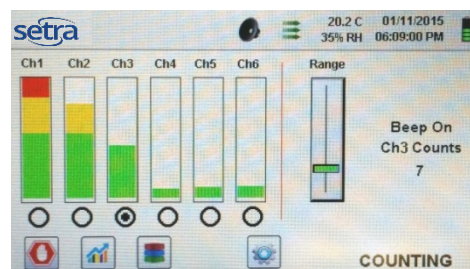 setra
20.2 C 01/11/2015
35% RH 06:09:00 PM
Ch1 Ch2 Ch3 Ch4 Ch5 Ch6 Range
Beep On
Ch3 Counts
7
COUNTING